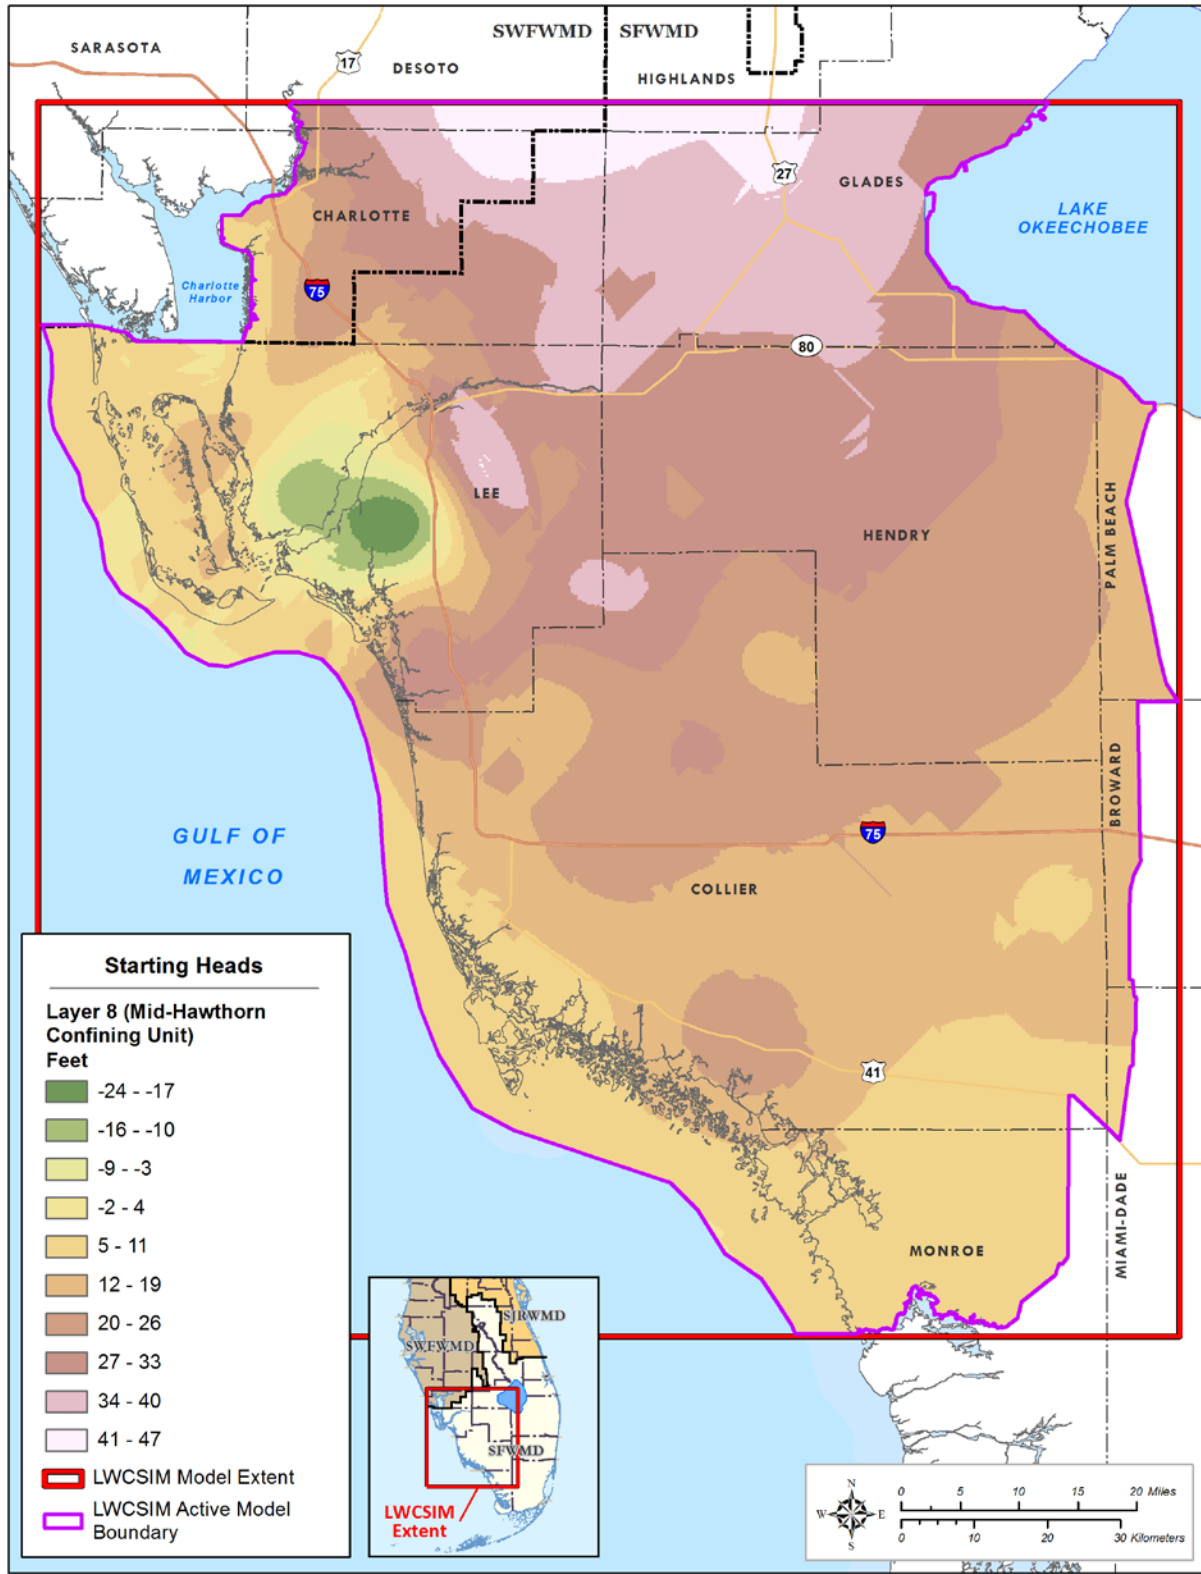 SWFWMD
SFWMD
SARASOTA
17
DESOTO
HIGHLANDS
27
GLADES
CHARLOTTE
LAKE
OKEECHOBEE
Charlotte
Harbor
75
80
LEE
HENDRY
PALM BEACH
BROWARD
75
GULF OF
MEXICO
COLLIER
41
MONROE
MIAMI-DADE
Starting Heads
Layer 8 (Mid-Hawthorn
Confining Unit)
Feet
-24 - -17
-16 - -10
-9 - -3
-2 - 4
5 - 11
12 - 19
20 - 26
27 - 33
34 - 40
41 - 47
LWCSIM Model Extent
LWCSIM Active Model
Boundary
SJRWMD
SWFWMD
SFWMD
LWCSIM
Extent
N
W E
S
0 5 10 15 20 Miles
0 10 20 30 Kilometers